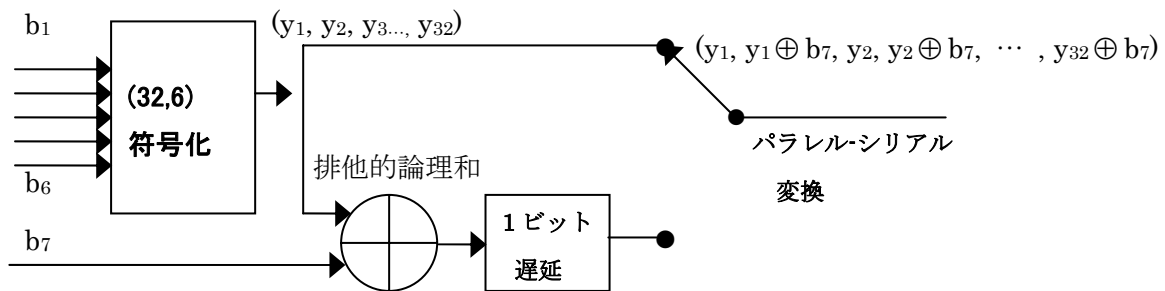 b₁
(y₁, y₂, y₃..., y₃₂)
(y₁, y₁⊕b₇, y₂, y₂⊕b₇, … , y₃₂⊕b₇)
(32,6)
符号化
パラレル-シリアル
変換
b₆
排他的論理和
b₇
1ビット
遅延